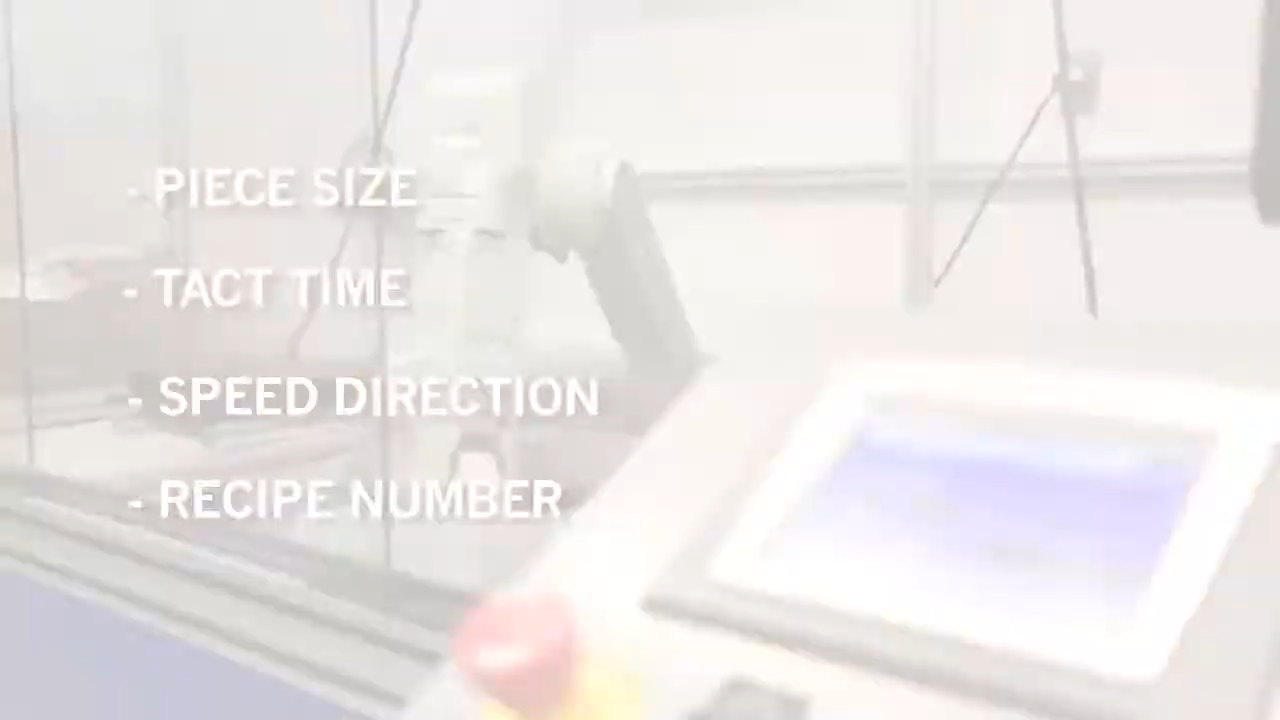 - PIECE SIZE
- TACT TIME
- SPEED DIRECTION
- RECIPE NUMBER